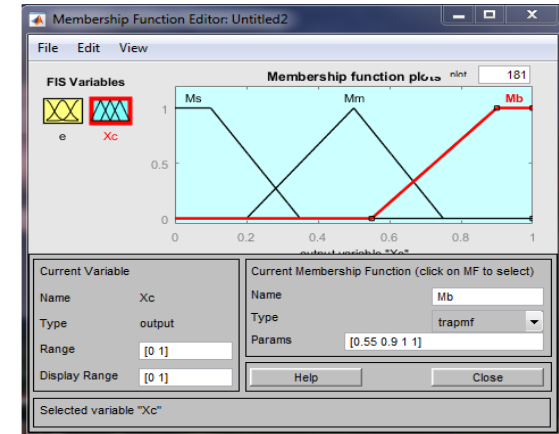 Membership Function Editor: Untitled2
File Edit View
FIS Variables
Membership function plots plot 181
e
Xc
Ms
Mm
Mb
1
0.5
0
0 0.2 0.4 0.6 0.8 1
output variable "Xc"
Current Variable
Name Xc
Type output
Range [0 1]
Display Range [0 1]
Current Membership Function (click on MF to select)
Name Mb
Type trapmf
Params [0.55 0.9 1 1]
Help Close
Selected variable "Xc"